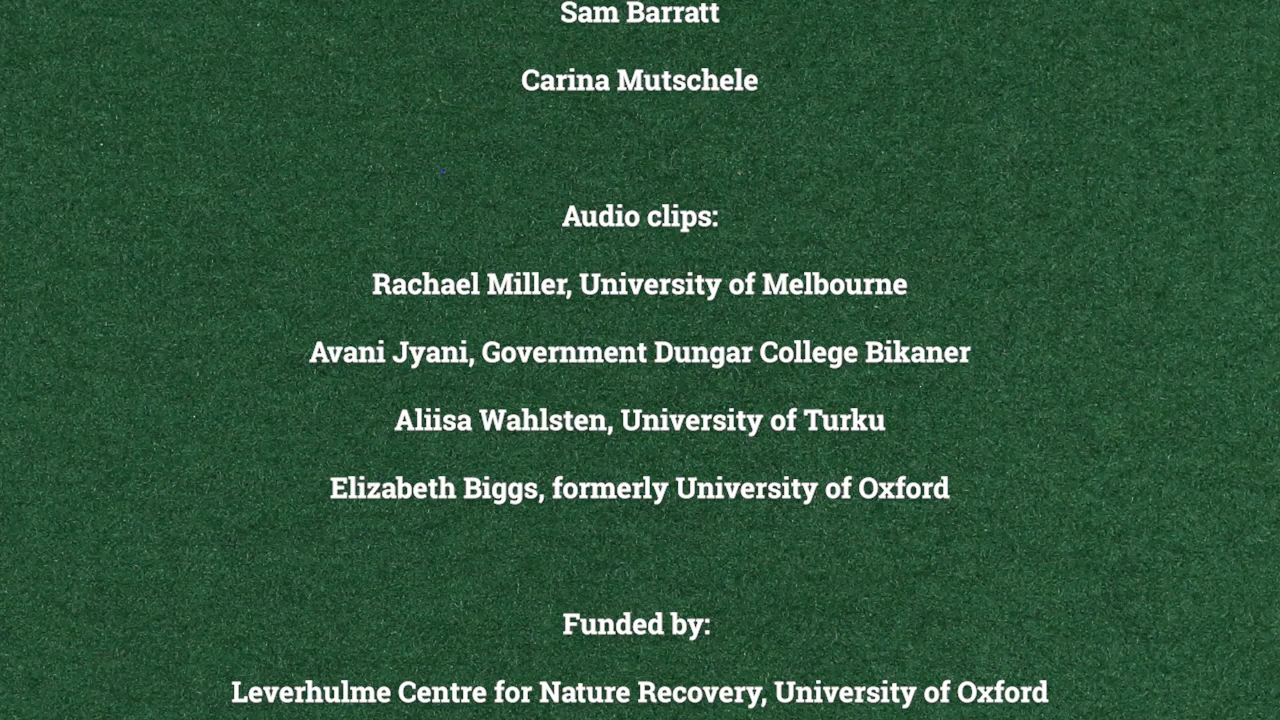 Sam Barratt
Carina Mutschele
Audio clips:
Rachael Miller, University of Melbourne
Avani Jyani, Government Dungar College Bikaner
Aliisa Wahlsten, University of Turku
Elizabeth Biggs, formerly University of Oxford
Funded by:
Leverhulme Centre for Nature Recovery, University of Oxford